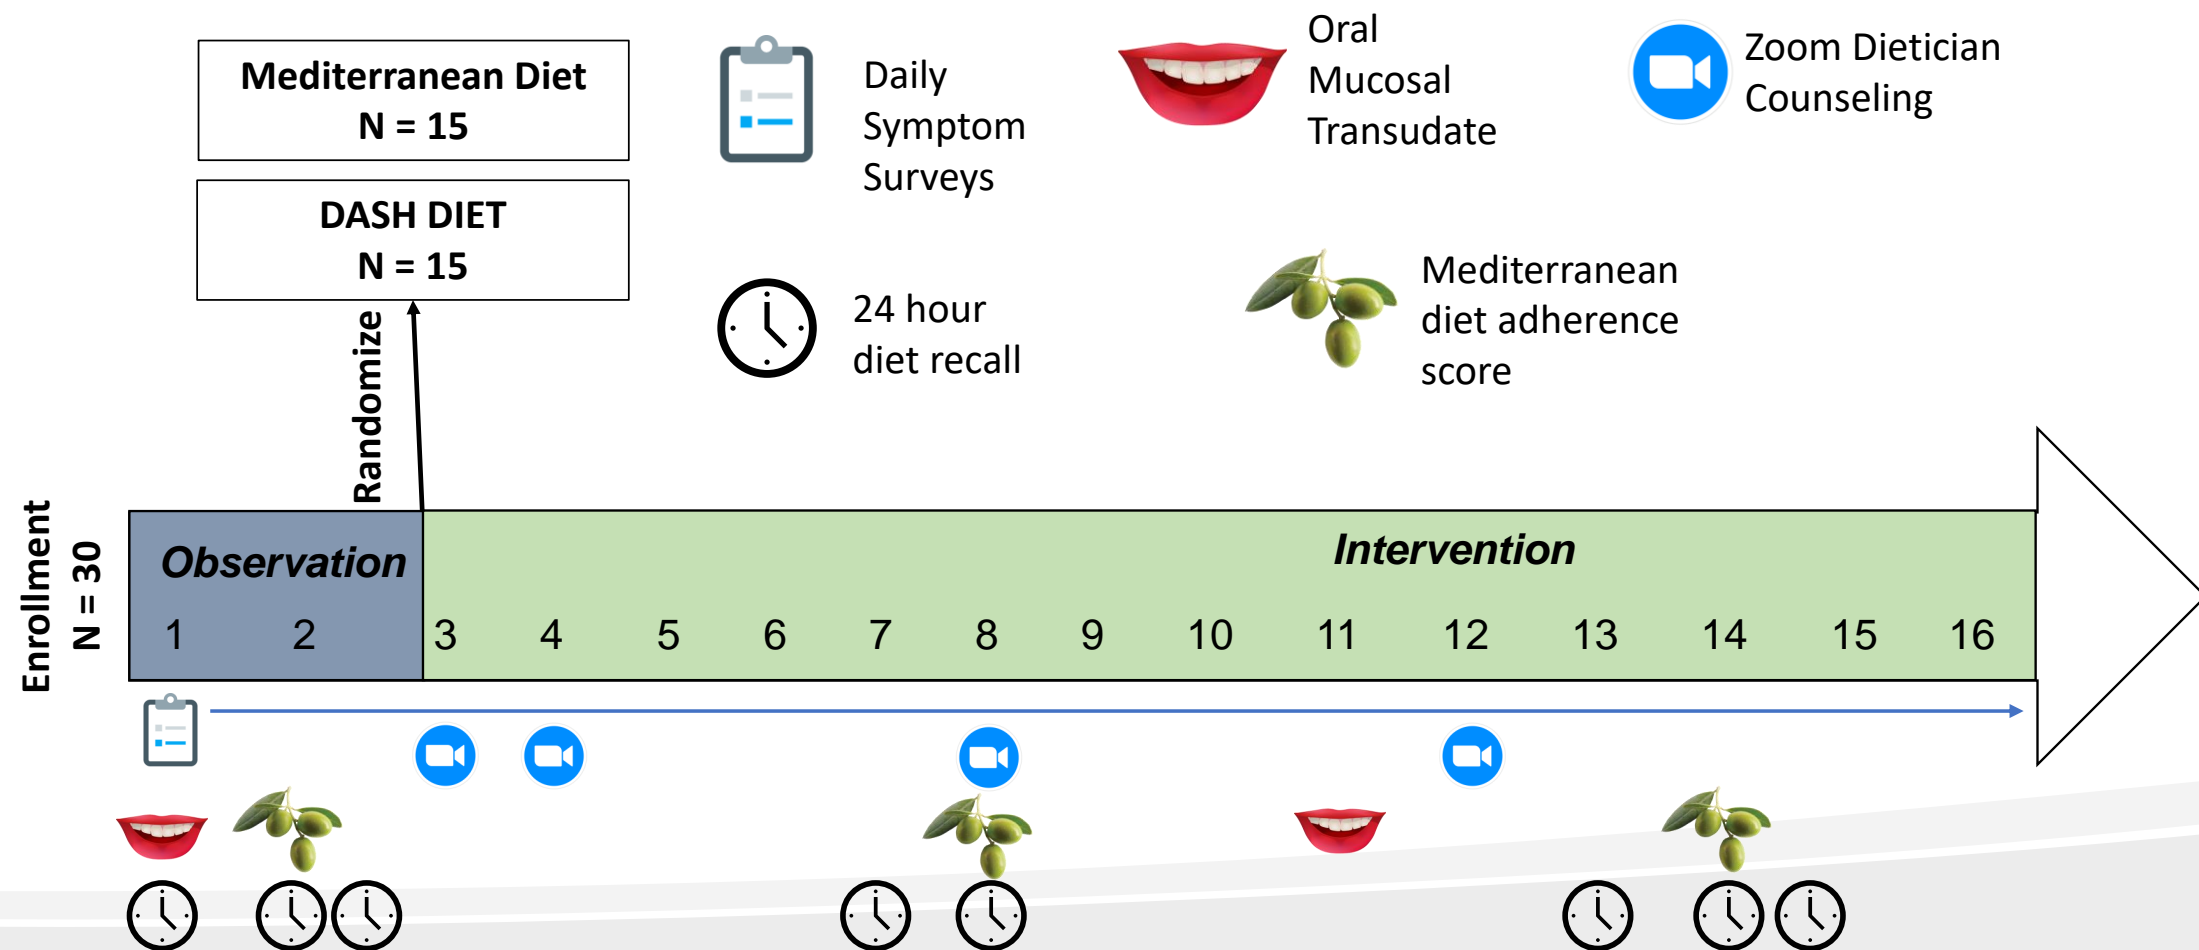 Mediterranean Diet
N = 15
DASH DIET
N = 15
Daily
Symptom
Surveys
Oral
Mucosal
Transudate
Zoom Dietician
Counseling
24 hour
diet recall
Mediterranean
diet adherence
score
Randomize
Enrollment
N = 30
Observation
Intervention
1 2 3 4 5 6 7 8 9 10 11 12 13 14 15 16